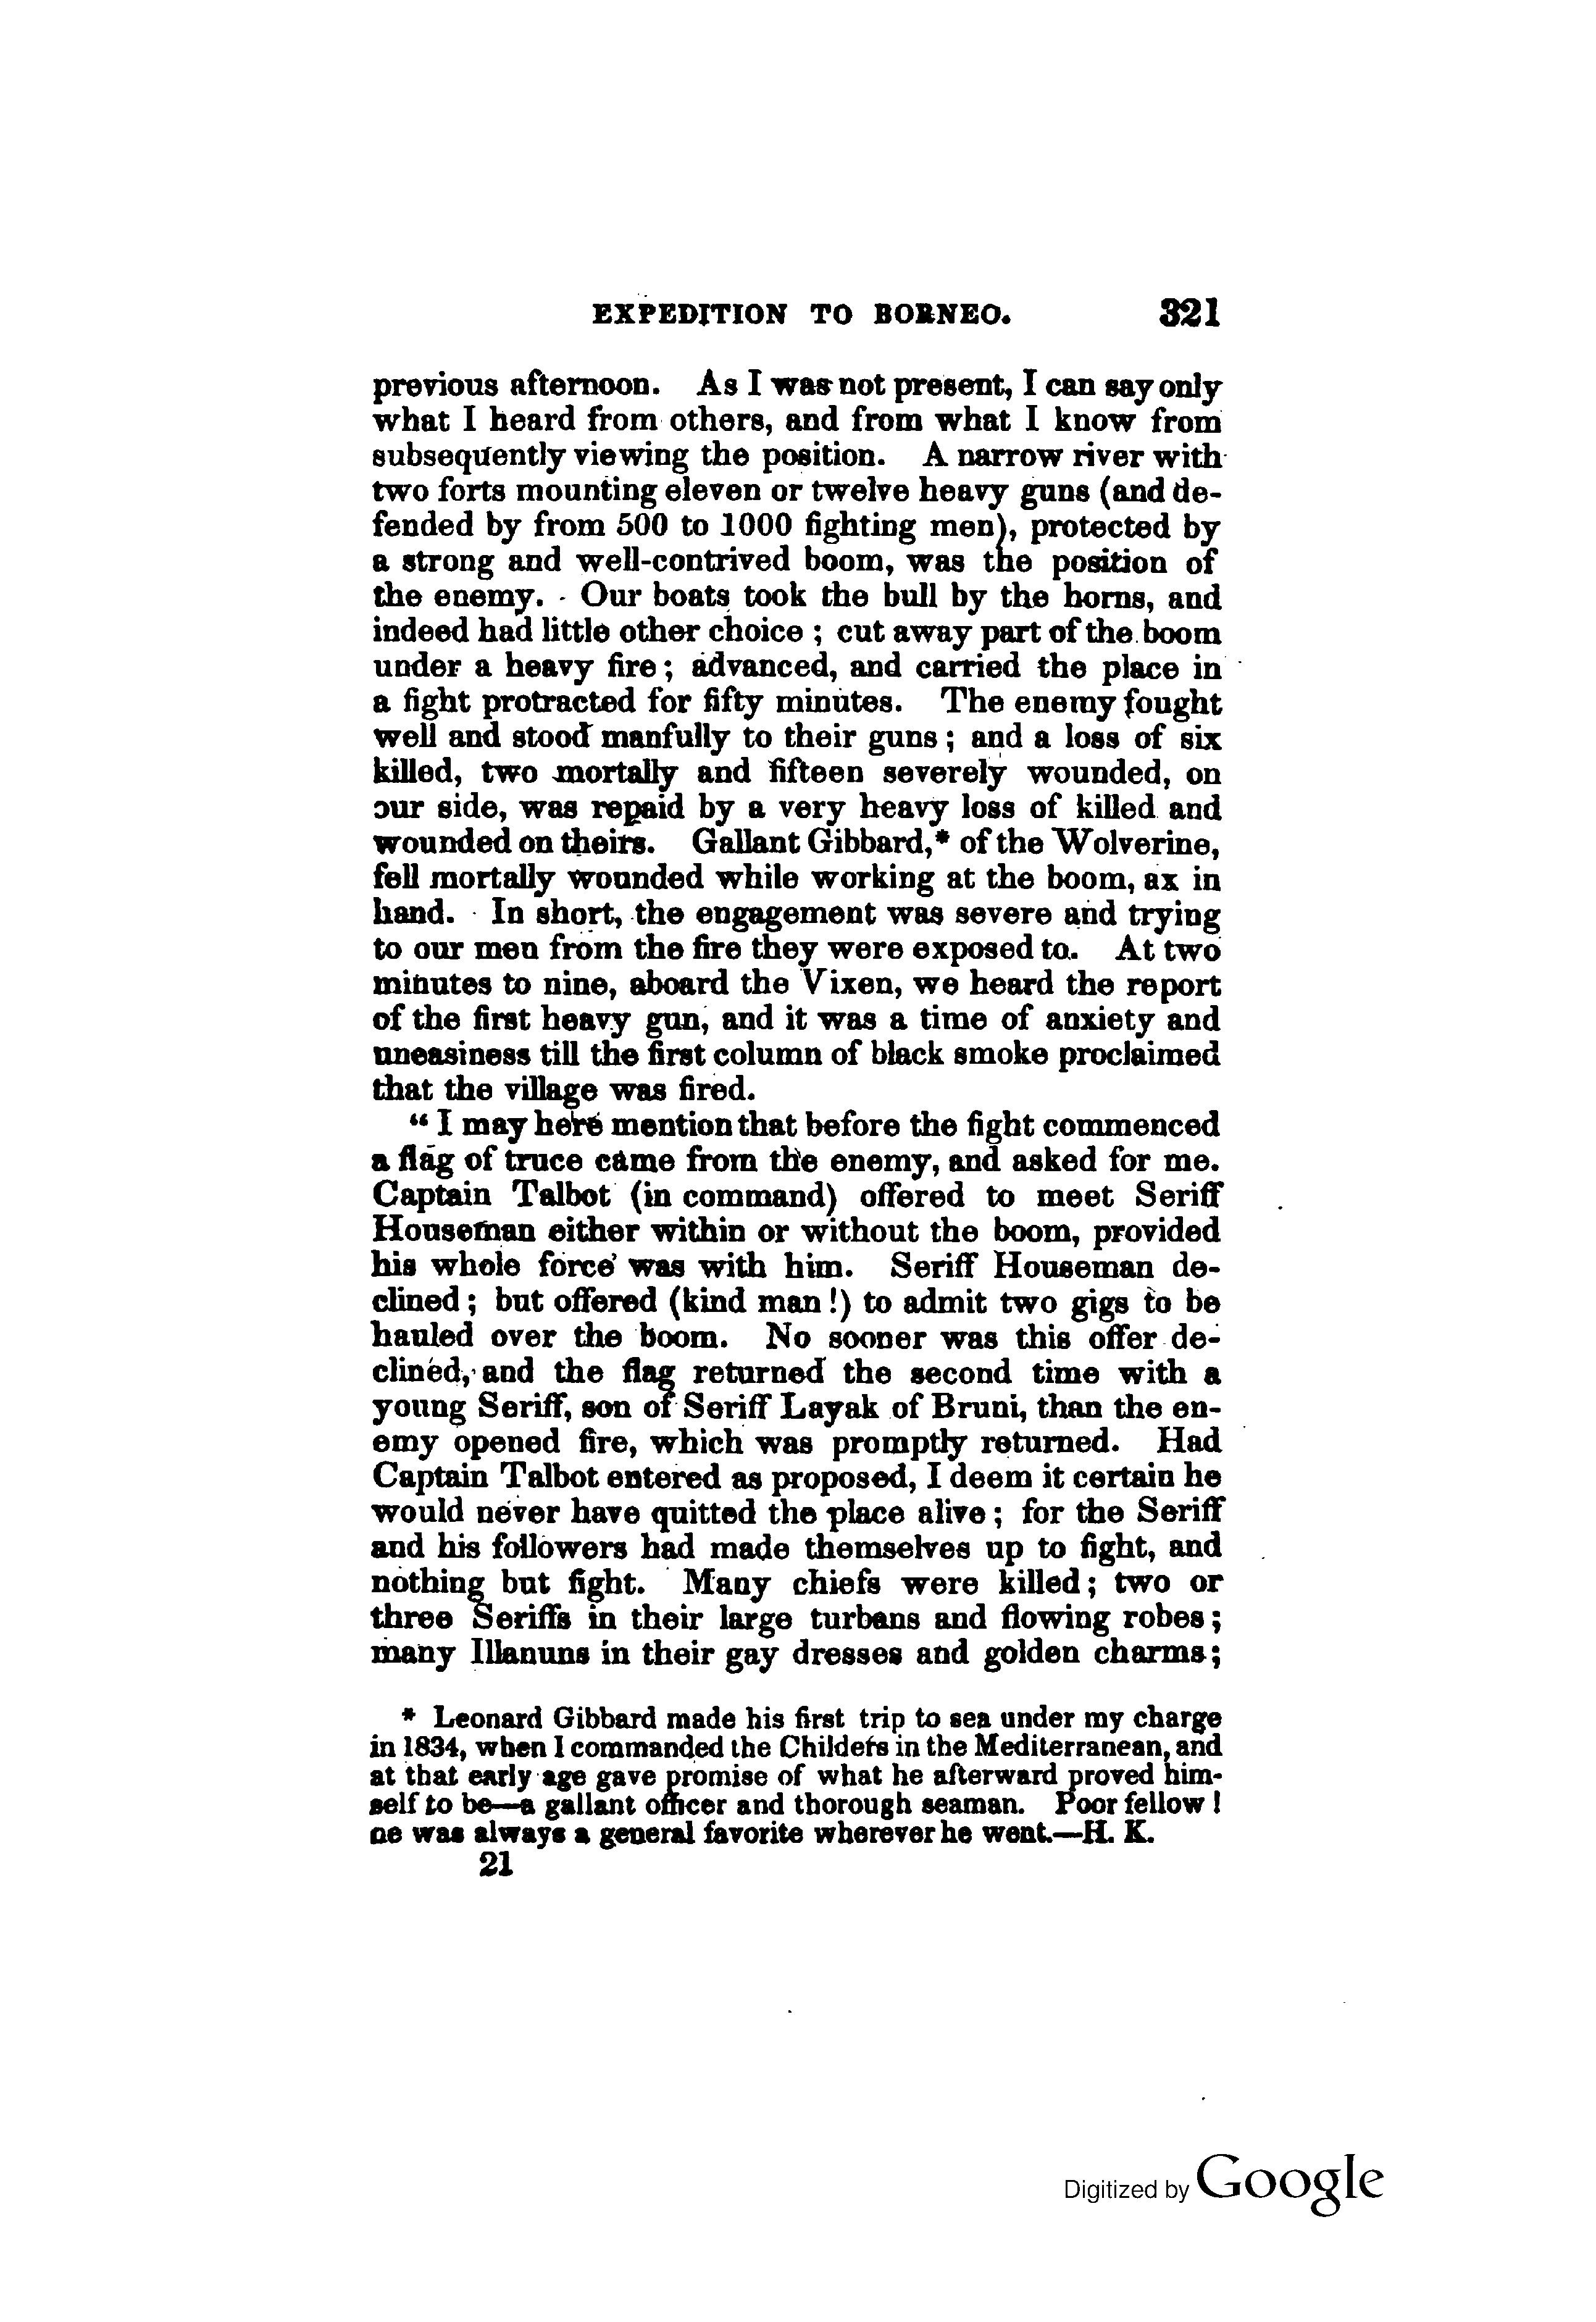 EXPEDITION TO BORNEO. 321
previous afternoon. As I was not present, I can say only
what I heard from others, and from what I know from
subsequently viewing the position. A narrow river with
two forts mounting eleven or twelve heavy guns (and de-
fended by from 500 to 1000 fighting men), protected by
a strong and well-contrived boom, was the position of
the enemy. Our boats took the bull by the horns, and
indeed had little other choice; cut away part of the boom
under a heavy fire; advanced, and carried the place in
a fight protracted for fifty minutes. The enemy fought
well and stood manfully to their guns; and a loss of six
killed, two mortally and fifteen severely wounded, on
our side, was repaid by a very heavy loss of killed and
wounded on theirs. Gallant Gibbard,* of the Wolverine,
fell mortally wounded while working at the boom, ax in
hand. In short, the engagement was severe and trying
to our men from the fire they were exposed to. At two
minutes to nine, aboard the Vixen, we heard the report
of the first heavy gun, and it was a time of anxiety and
uneasiness till the first column of black smoke proclaimed
that the village was fired.
"I may here mention that before the fight commenced
a flag of truce came from the enemy, and asked for me.
Captain Talbot (in command) offered to meet Seriff
Houseman either within or without the boom, provided
his whole force was with him. Seriff Houseman de-
clined; but offered (kind man!) to admit two gigs to be
hauled over the boom. No sooner was this offer de-
clined, and the flag returned the second time with a
young Seriff, son of Seriff Layak of Bruni, than the en-
emy opened fire, which was promptly returned. Had
Captain Talbot entered as proposed, I deem it certain he
would never have quitted the place alive; for the Seriff
and his followers had made themselves up to fight, and
nothing but fight. Many chiefs were killed; two or
three Seriffs in their large turbans and flowing robes;
many Illanuns in their gay dresses and golden charms;
* Leonard Gibbard made his first trip to sea under my charge
in 1834, when I commanded the Childers in the Mediterranean, and
at that early age gave promise of what he afterward proved him-
self to be—a gallant officer and thorough seaman. Poor fellow!
he was always a general favorite wherever he went.—H. K.
21
Digitized by Google